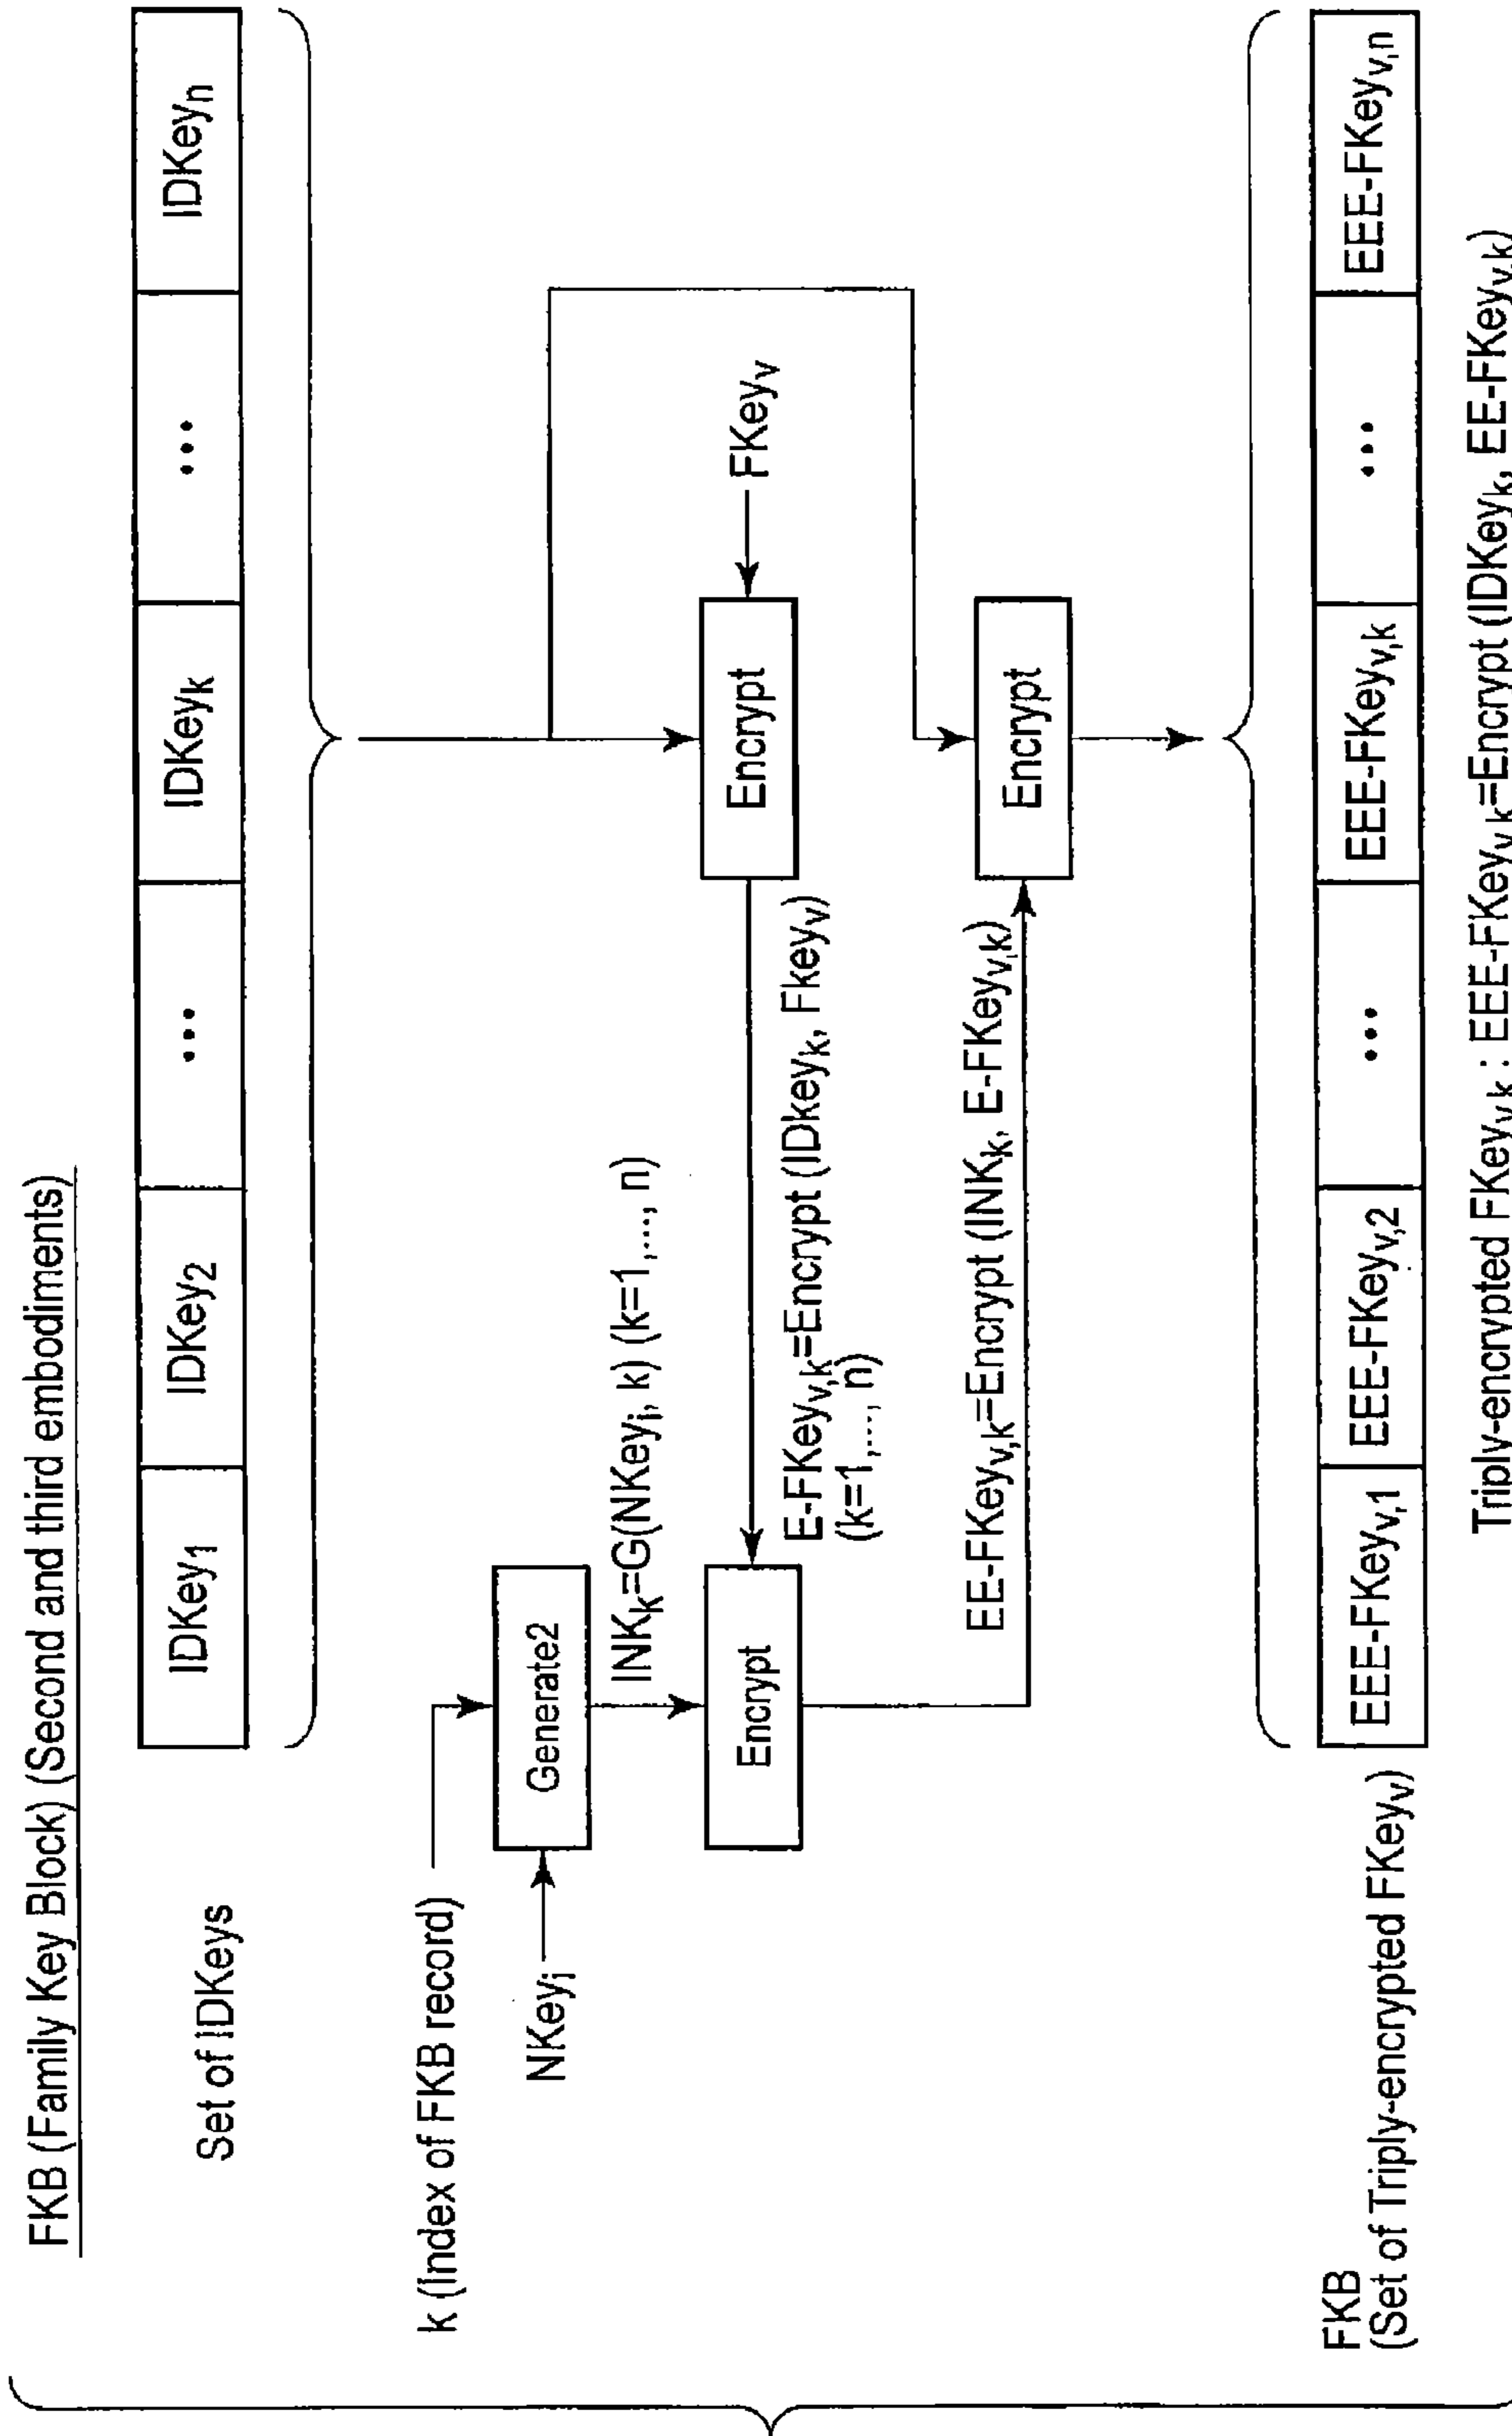 FKB (Family Key Block) (Second and third embodiments)
Set of IDKeys
IDKey1
IDKey2
...
IDKeyk
...
IDKeyn
k (Index of FKB record)
NKeyj
Generate2
INKk=G(NKeyj, k) (k=1,..., n)
Encrypt
E-FKeyv,k=Encrypt (IDkeyk, Fkeyv)
(k=1,..., n)
Encrypt
FKeyv
EE-FKeyv,k=Encrypt (INKk, E-FKeyv,k)
Encrypt
FKB
(Set of Triply-encrypted FKeyv)
EEE-FKeyv,1
EEE-FKeyv,2
...
EEE-FKeyv,k
...
EEE-FKeyv,n
Triply-encrypted FKeyv,k : EEE-FKeyv,k=Encrypt (IDKeyk, EE-FKeyv,k)